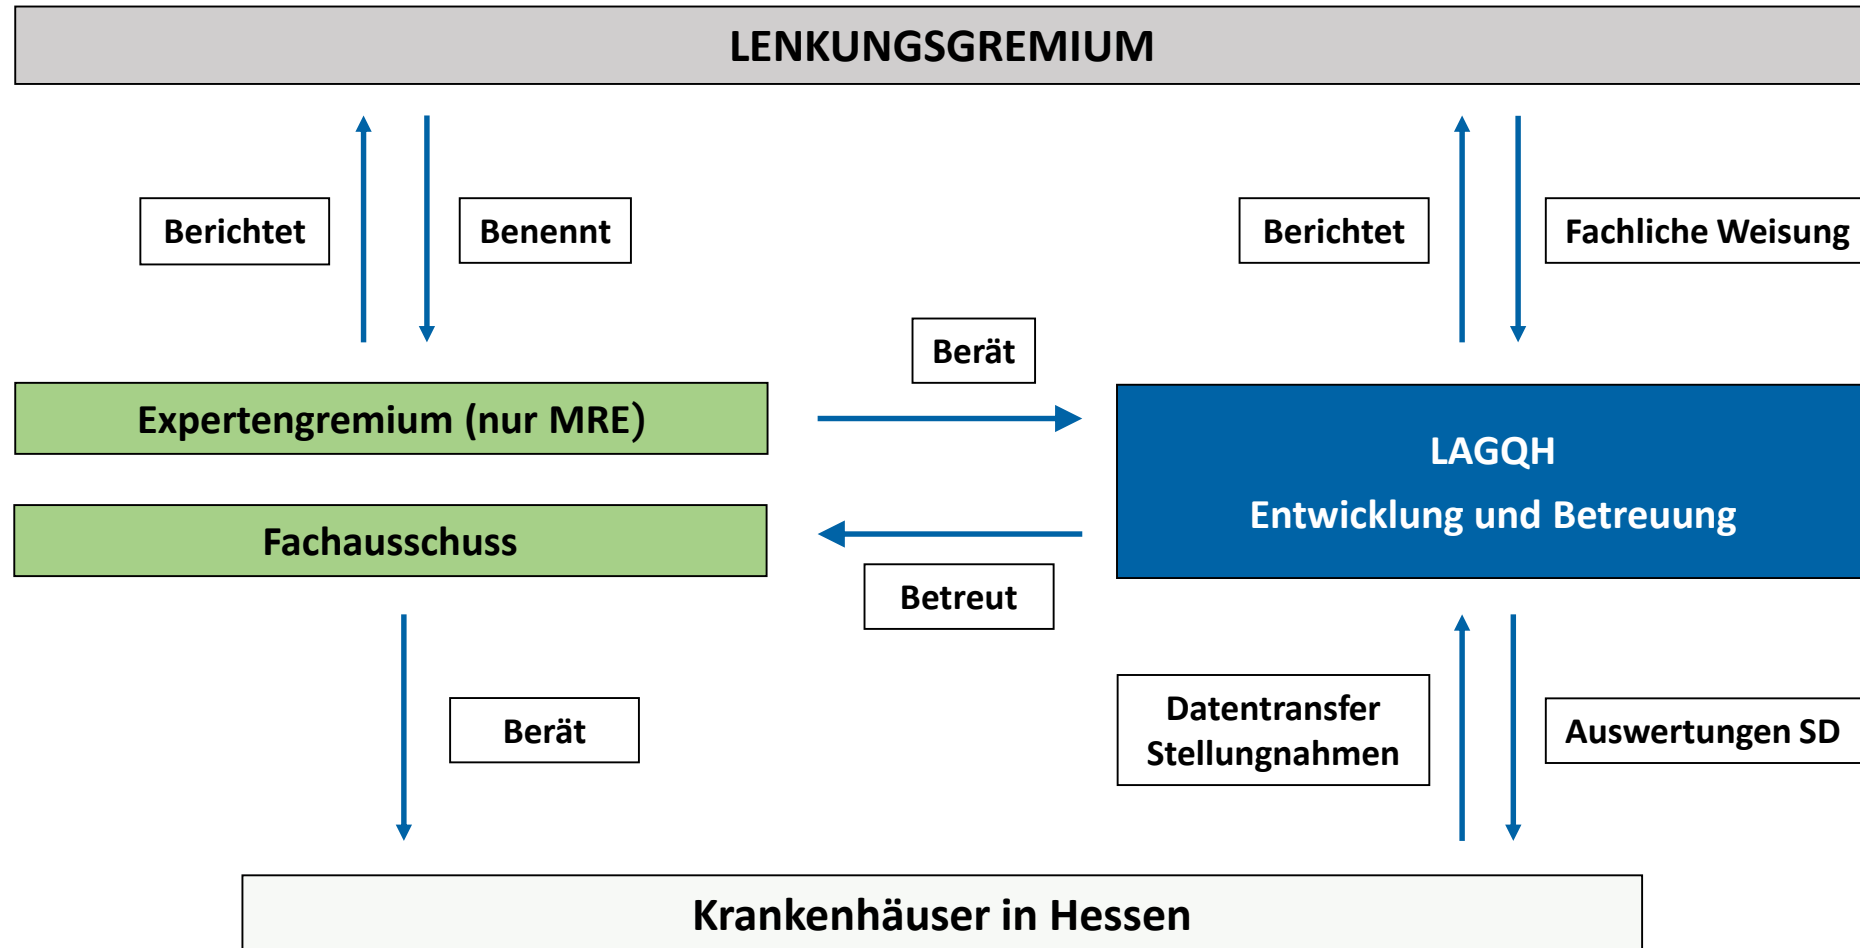 LENKUNGSGREMIUM
Berichtet
Benennt
Berichtet
Fachliche Weisung
Berät
Expertengremium (nur MRE)
LAGQH
Entwicklung und Betreuung
Fachausschuss
Betreut
Berät
Datentransfer
Stellungnahmen
Auswertungen SD
Krankenhäuser in Hessen